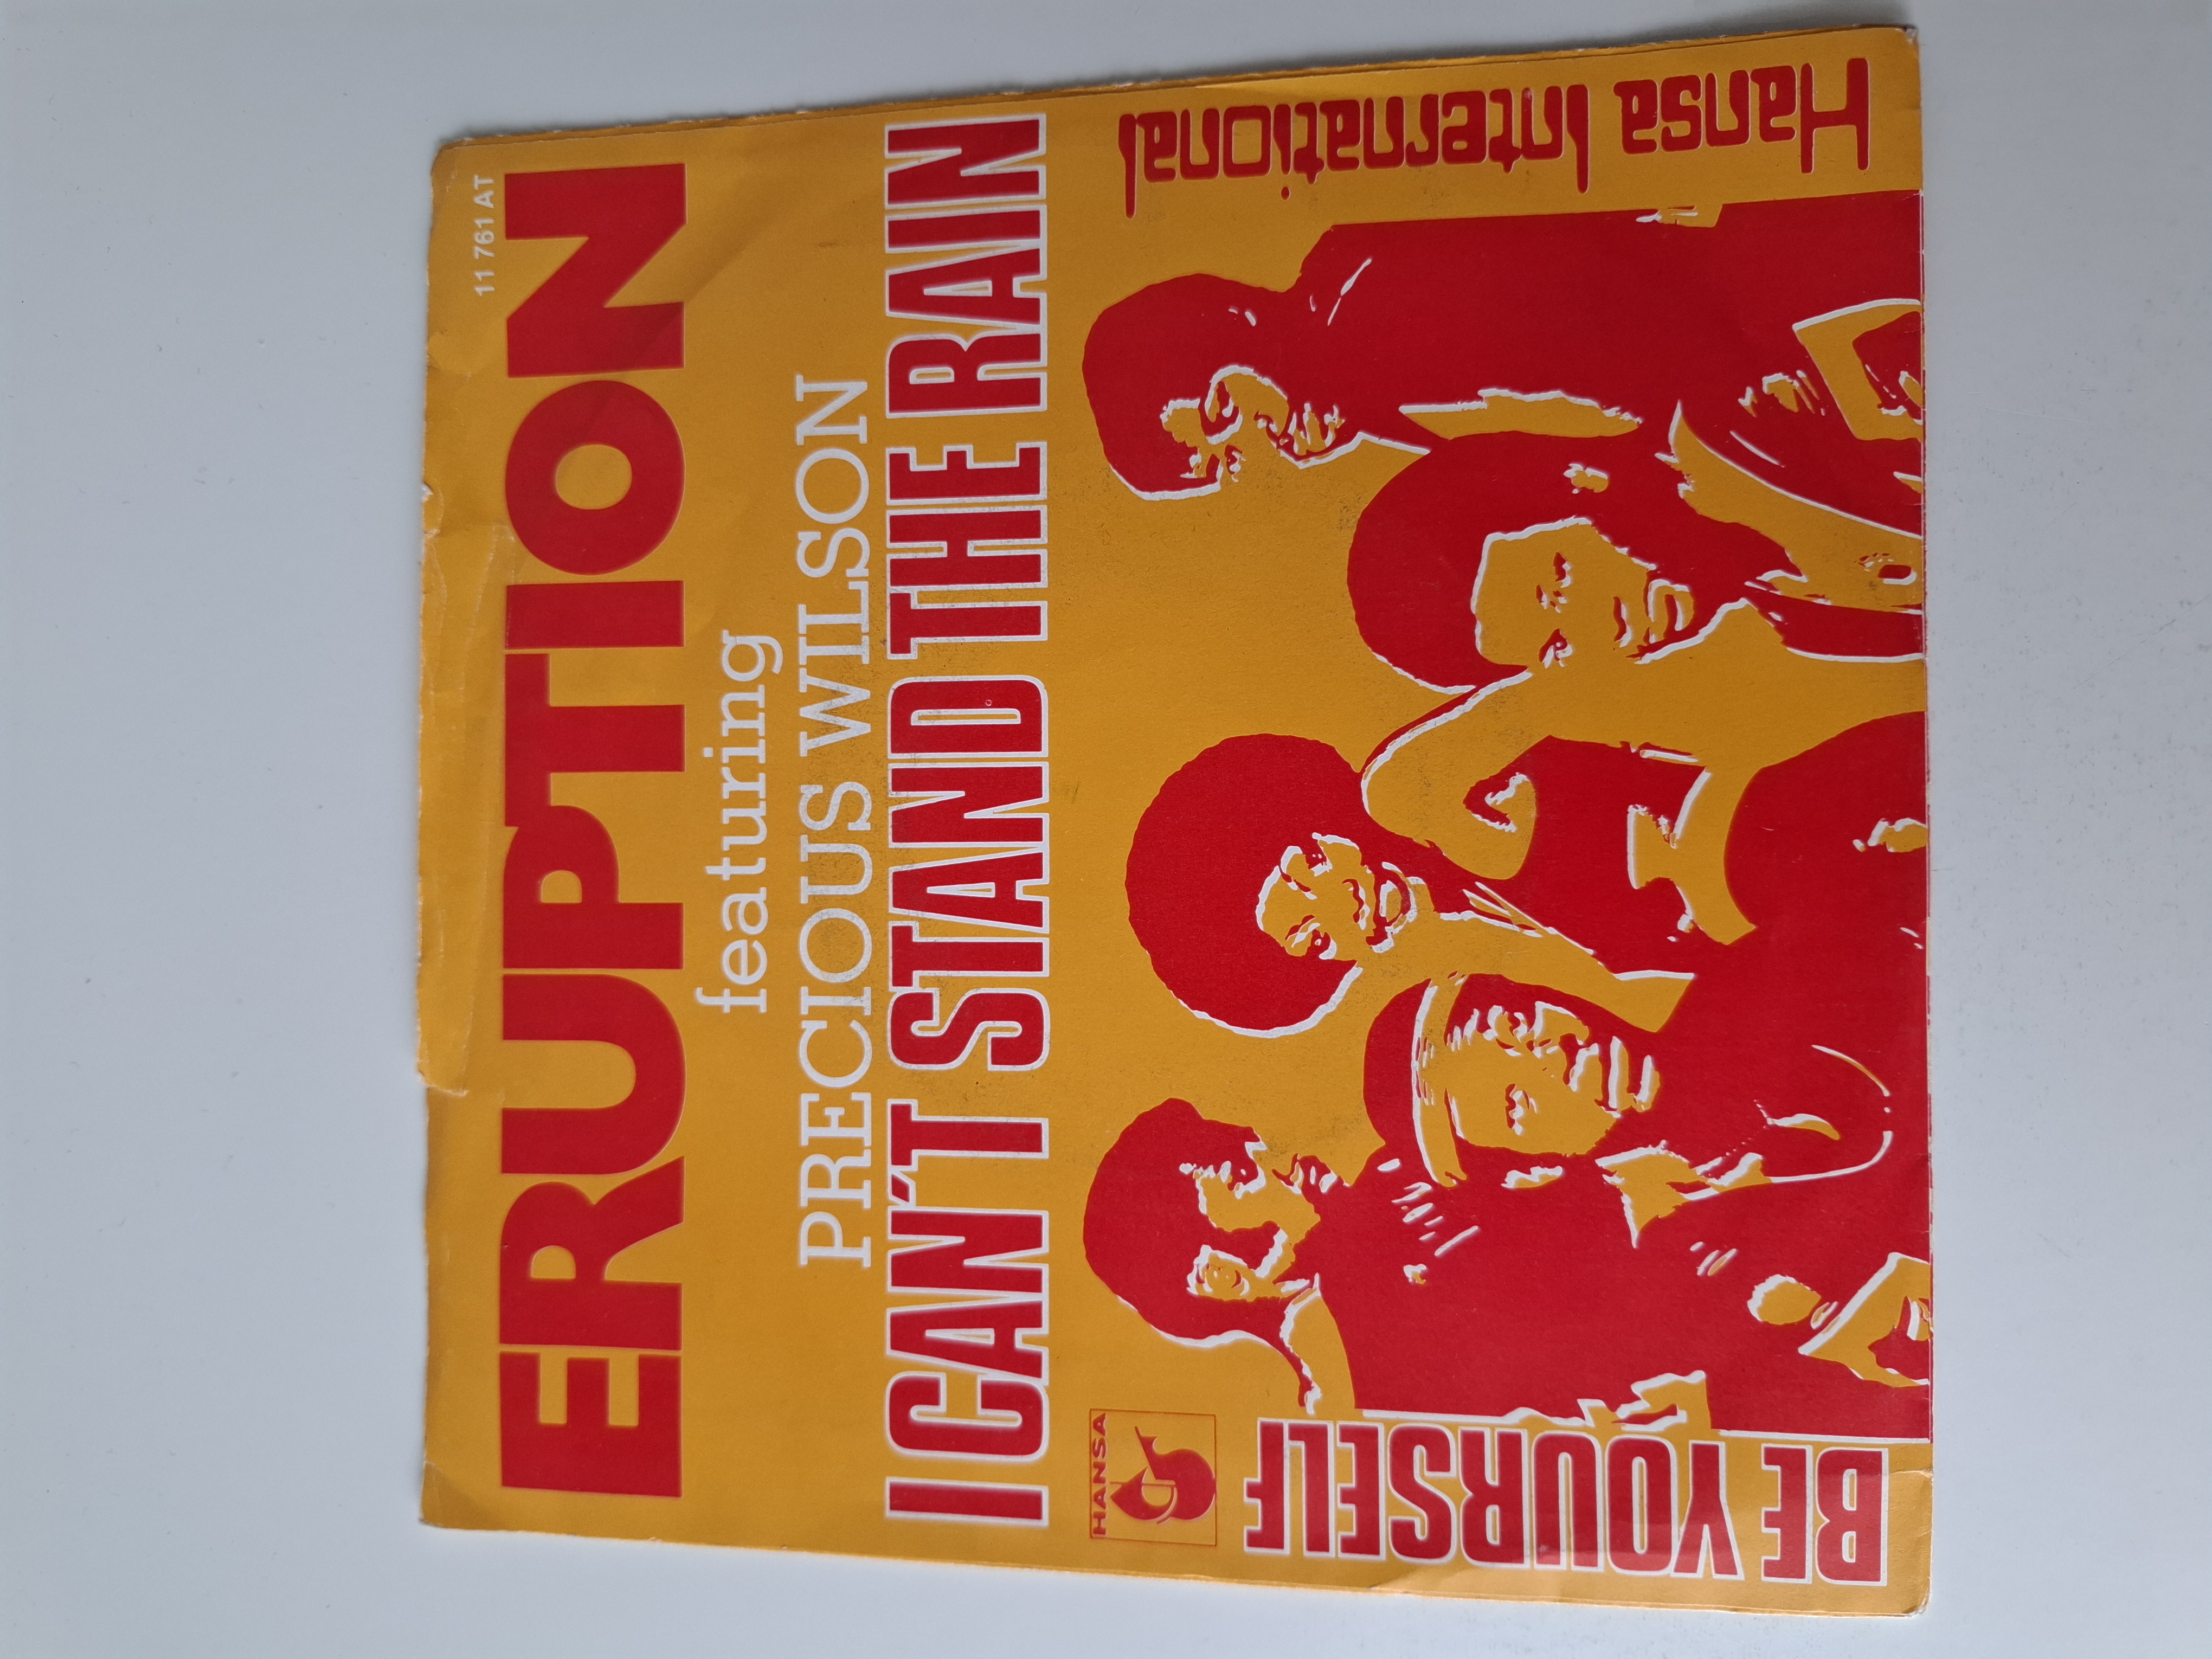 11 761 AT
ERUPTION
featuring
PRECIOUS WILSON
I CAN'T STAND THE RAIN
HANSA
BE YOURSELF
Hansa International